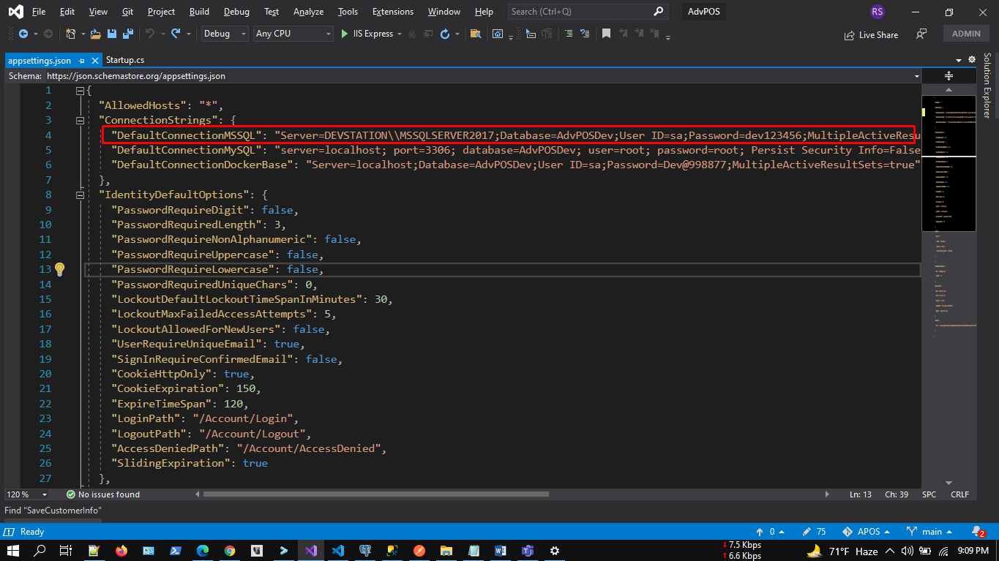 File Edit View Git Project Build Debug Test Analyze Tools Extensions Window Help Search (Ctrl+Q) AdvPOS RS
Debug Any CPU IIS Express Live Share ADMIN
appsettings.json Startup.cs
Schema: https://json.schemastore.org/appsettings.json
Solution Explorer
1 {
2 "AllowedHosts": "*",
3 "ConnectionStrings": {
4 "DefaultConnectionMSSQL": "Server=DEVSTATION\\MSSQLSERVER2017;Database=AdvPOSDev;User ID=sa;Password=dev123456;MultipleActiveResu
5 "DefaultConnectionMySQL": "server=localhost; port=3306; database=AdvPOSDev; user=root; password=root; Persist Security Info=False
6 "DefaultConnectionDockerBase": "Server=localhost;Database=AdvPOSDev;User ID=sa;Password=Dev@998877;MultipleActiveResultSets=true"
7 },
8 "IdentityDefaultOptions": {
9 "PasswordRequireDigit": false,
10 "PasswordRequiredLength": 3,
11 "PasswordRequireNonAlphanumeric": false,
12 "PasswordRequireUppercase": false,
13 "PasswordRequireLowercase": false,
14 "PasswordRequiredUniqueChars": 0,
15 "LockoutDefaultLockoutTimeSpanInMinutes": 30,
16 "LockoutMaxFailedAccessAttempts": 5,
17 "LockoutAllowedForNewUsers": false,
18 "UserRequireUniqueEmail": true,
19 "SignInRequireConfirmedEmail": false,
20 "CookieHttpOnly": true,
21 "CookieExpiration": 150,
22 "ExpireTimeSpan": 120,
23 "LoginPath": "/Account/Login",
24 "LogoutPath": "/Account/Logout",
25 "AccessDeniedPath": "/Account/AccessDenied",
26 "SlidingExpiration": true
27 },
120 % No issues found Ln: 13 Ch: 39 SPC CRLF
Find "SaveCustomerInfo"
Ready 0 75 APOS main 2
7.5 Kbps
6.6 Kbps
71°F Haze 9:09 PM